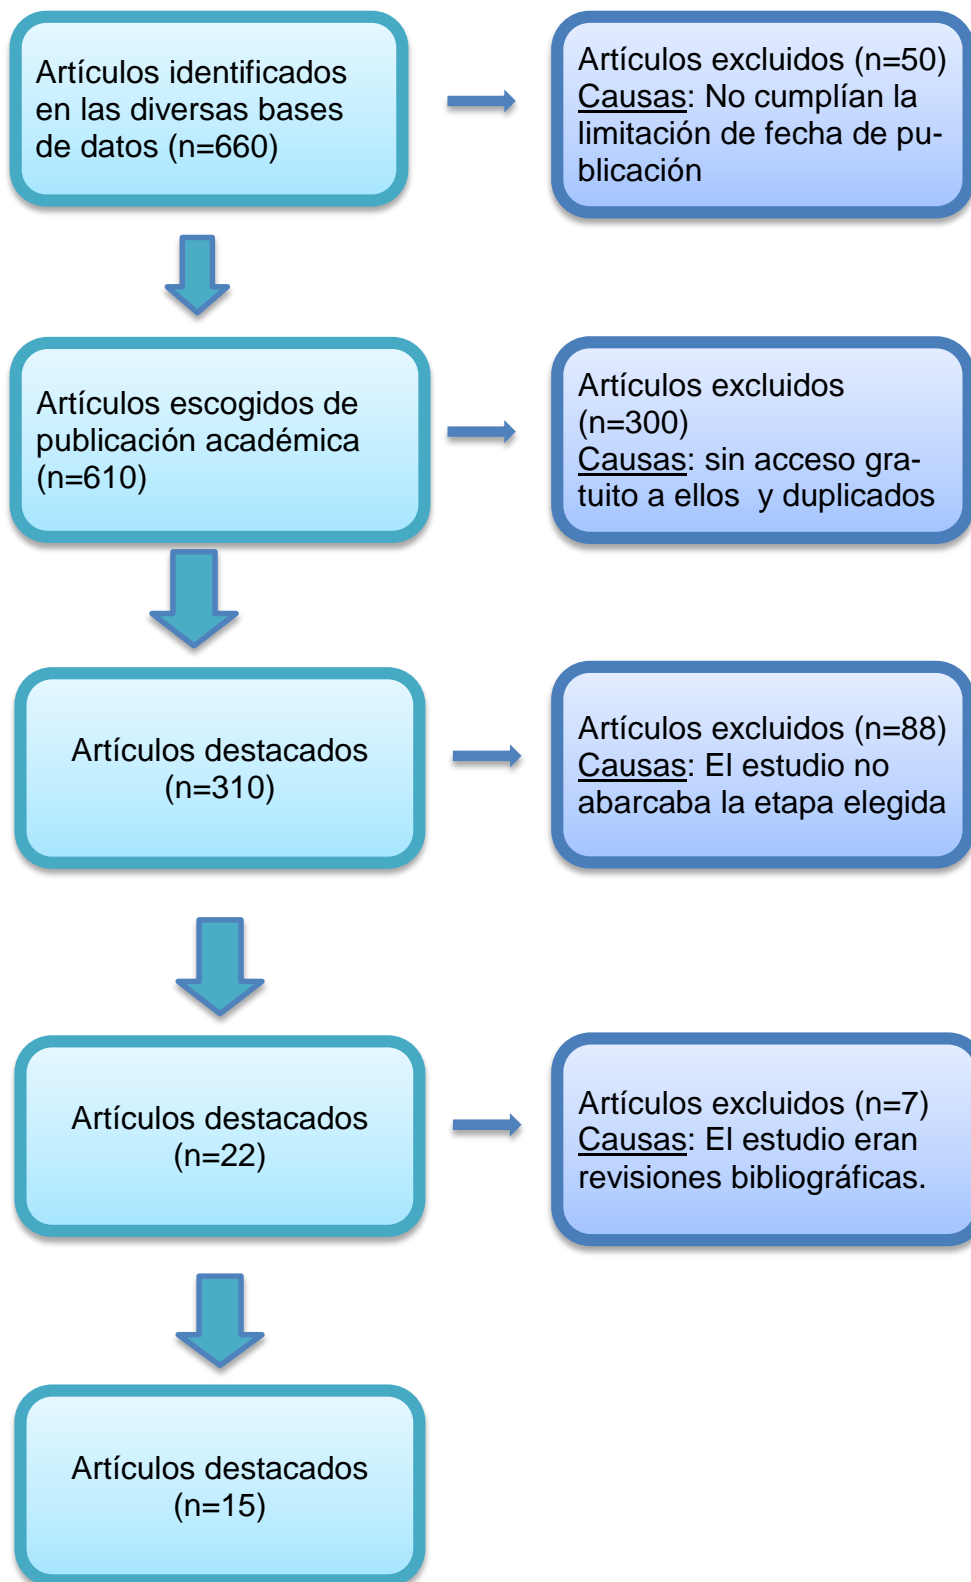 Artículos identificados
en las diversas bases
de datos (n=660)
Artículos excluidos (n=50)
Causas: No cumplían la
limitación de fecha de pu-
blicación
Artículos escogidos de
publicación académica
(n=610)
Artículos excluidos
(n=300)
Causas: sin acceso gra-
tuito a ellos  y duplicados
Artículos destacados
(n=310)
Artículos excluidos (n=88)
Causas: El estudio no
abarcaba la etapa elegida
Artículos destacados
(n=22)
Artículos excluidos (n=7)
Causas: El estudio eran
revisiones bibliográficas.
Artículos destacados
(n=15)